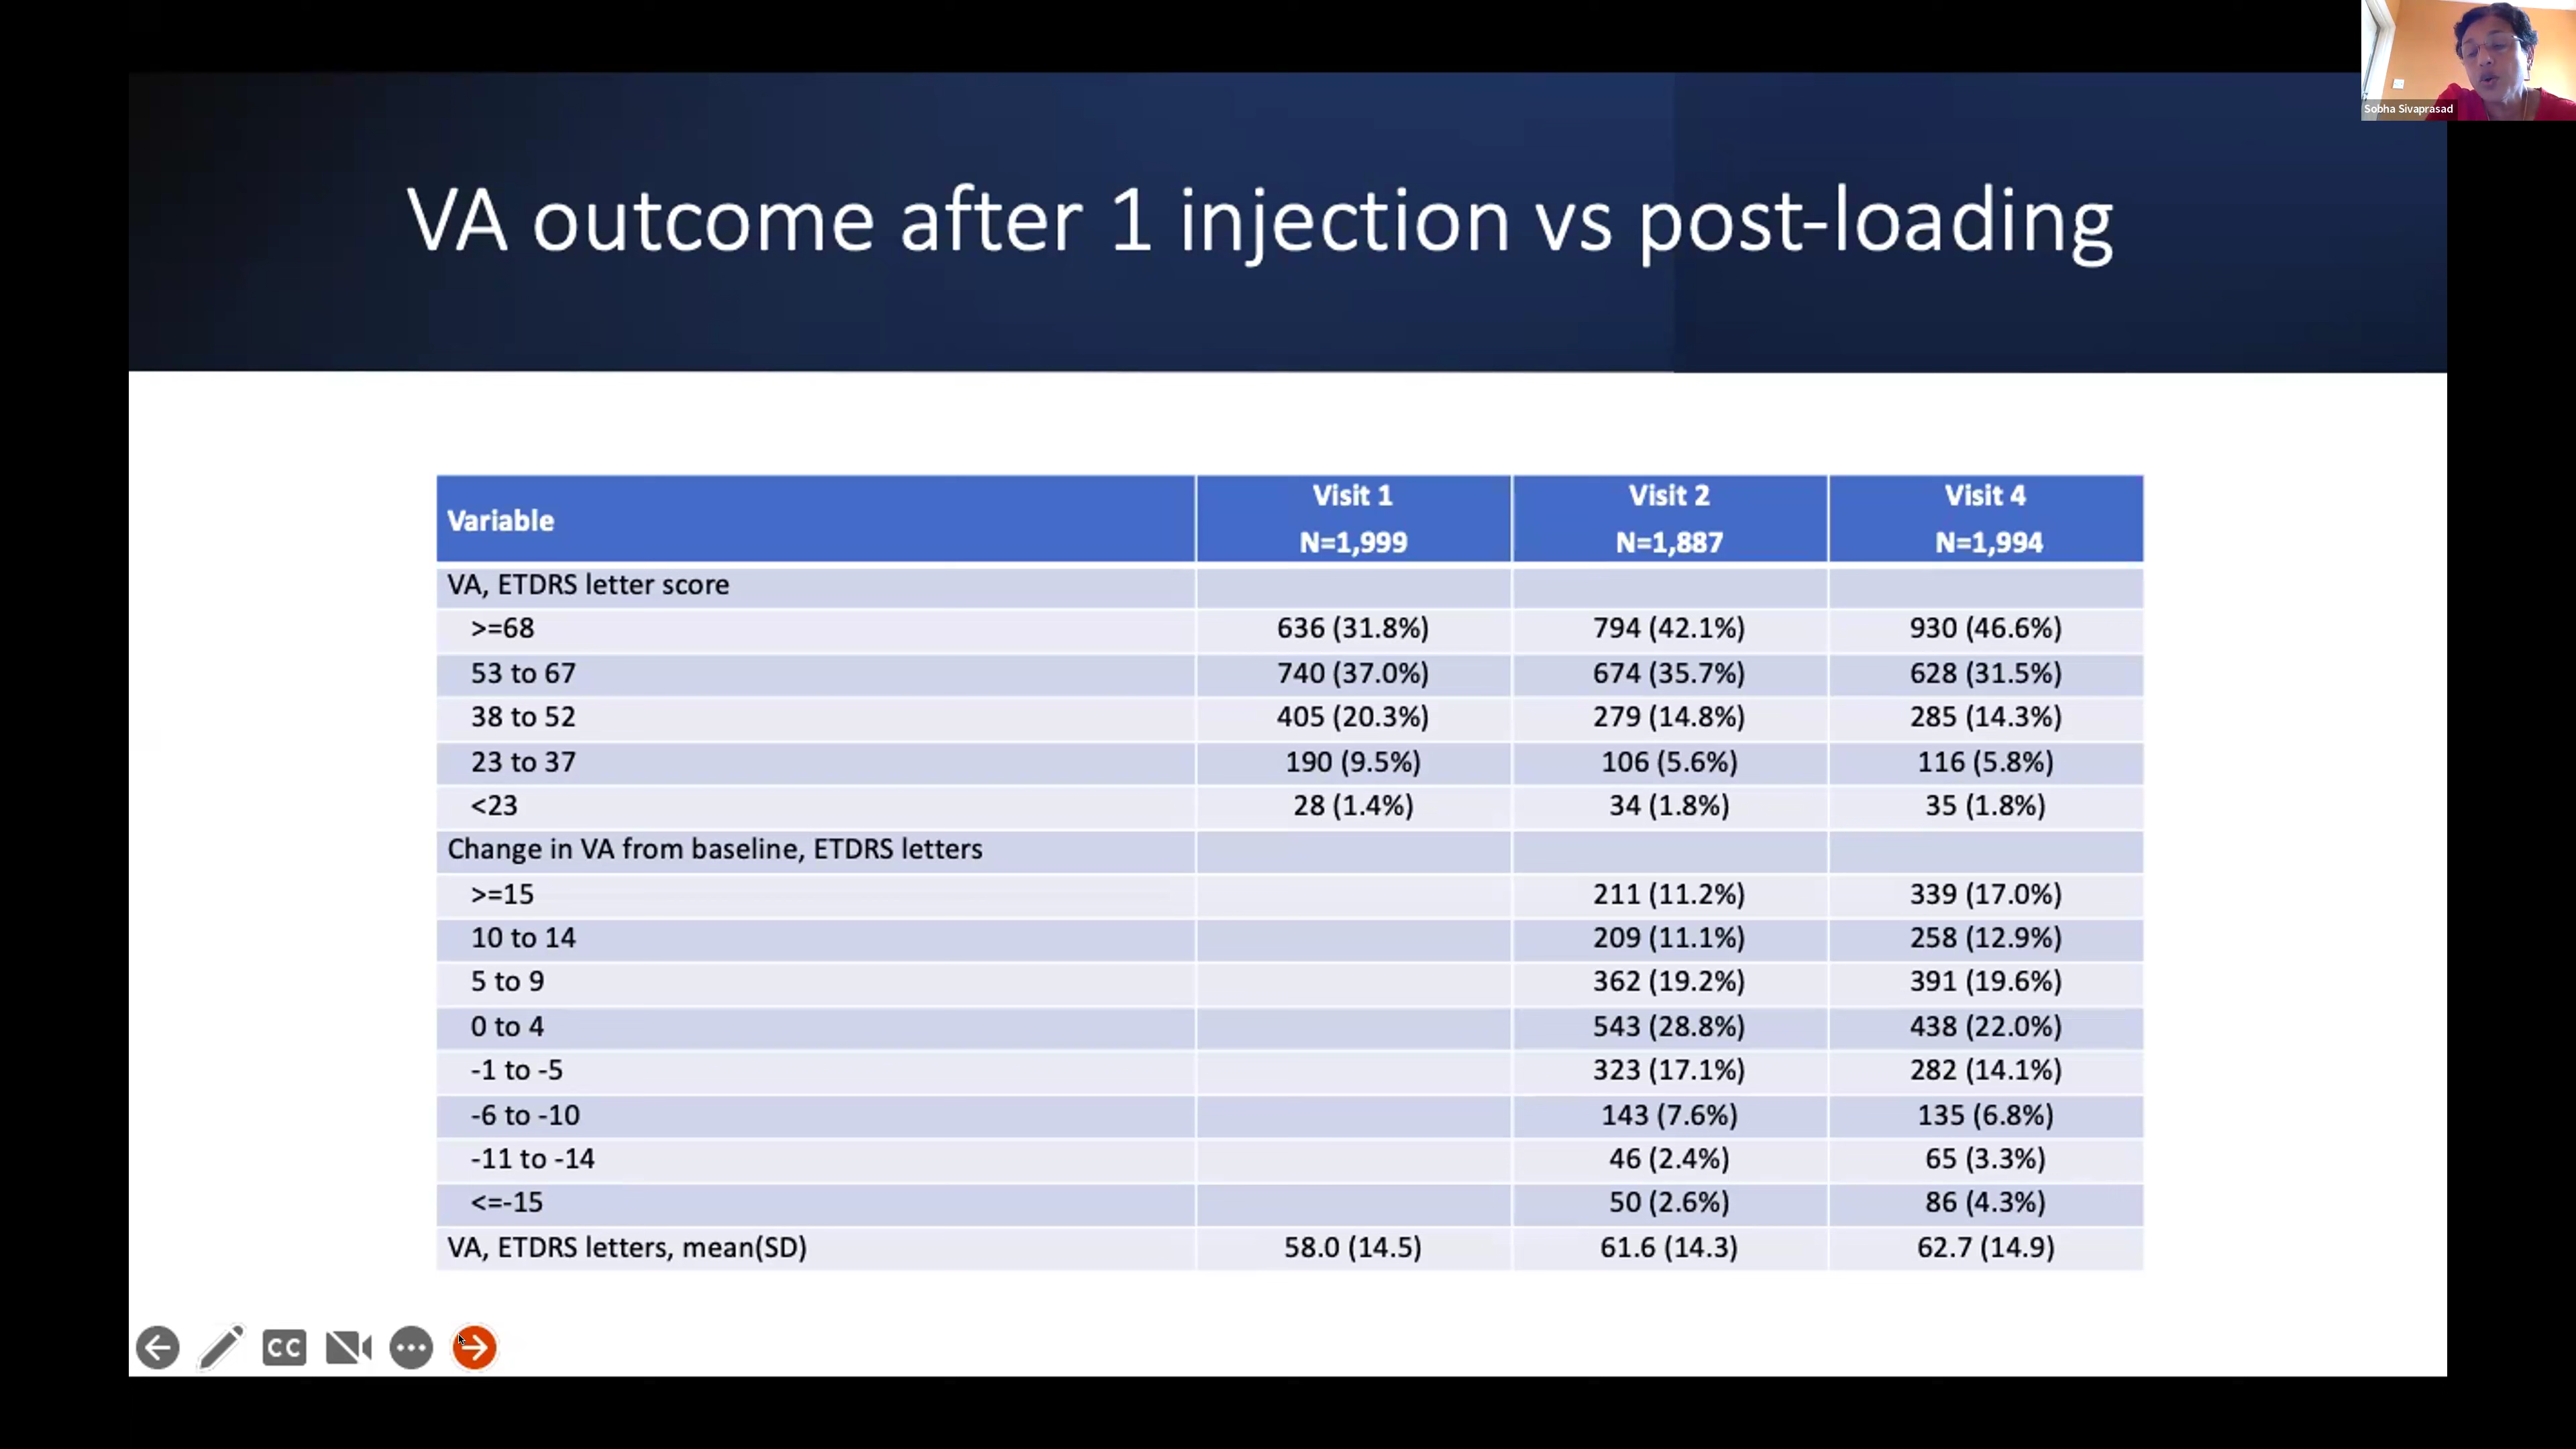 Sobha Sivaprasad
VA outcome after 1 injection vs post-loading
Variable Visit 1 N=1,999 Visit 2 N=1,887 Visit 4 N=1,994
VA, ETDRS letter score
>=68 636 (31.8%) 794 (42.1%) 930 (46.6%)
53 to 67 740 (37.0%) 674 (35.7%) 628 (31.5%)
38 to 52 405 (20.3%) 279 (14.8%) 285 (14.3%)
23 to 37 190 (9.5%) 106 (5.6%) 116 (5.8%)
<23 28 (1.4%) 34 (1.8%) 35 (1.8%)
Change in VA from baseline, ETDRS letters
>=15 211 (11.2%) 339 (17.0%)
10 to 14 209 (11.1%) 258 (12.9%)
5 to 9 362 (19.2%) 391 (19.6%)
0 to 4 543 (28.8%) 438 (22.0%)
-1 to -5 323 (17.1%) 282 (14.1%)
-6 to -10 143 (7.6%) 135 (6.8%)
-11 to -14 46 (2.4%) 65 (3.3%)
<=-15 50 (2.6%) 86 (4.3%)
VA, ETDRS letters, mean(SD) 58.0 (14.5) 61.6 (14.3) 62.7 (14.9)
CC